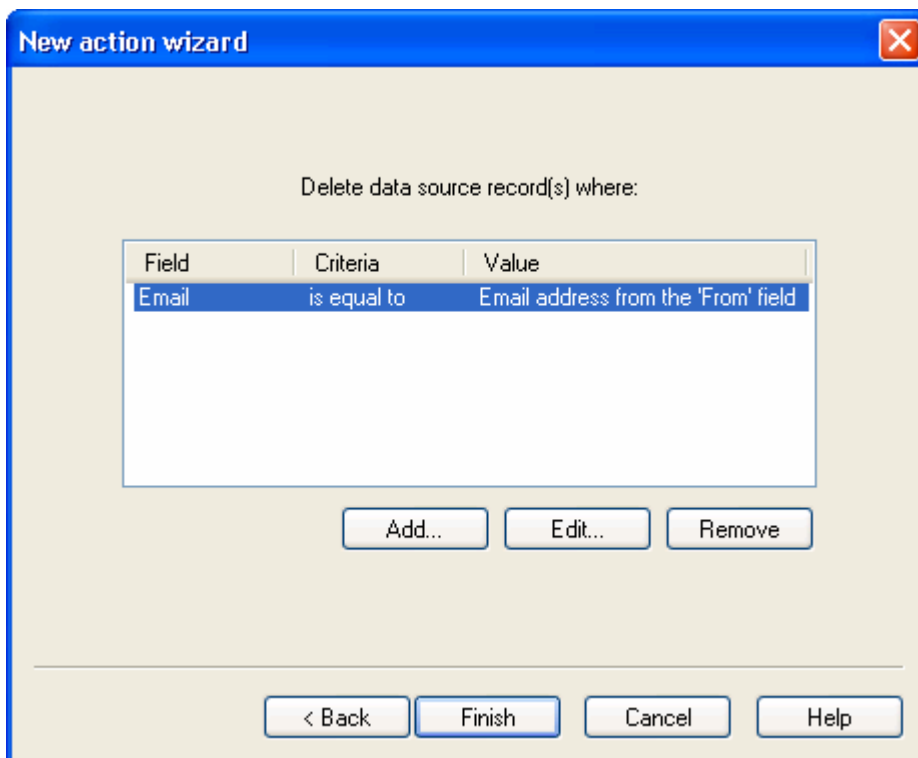 New action wizard
Delete data source record(s) where:
Field Criteria Value
Email is equal to Email address from the 'From' field
Add... Edit... Remove
< Back Finish Cancel Help